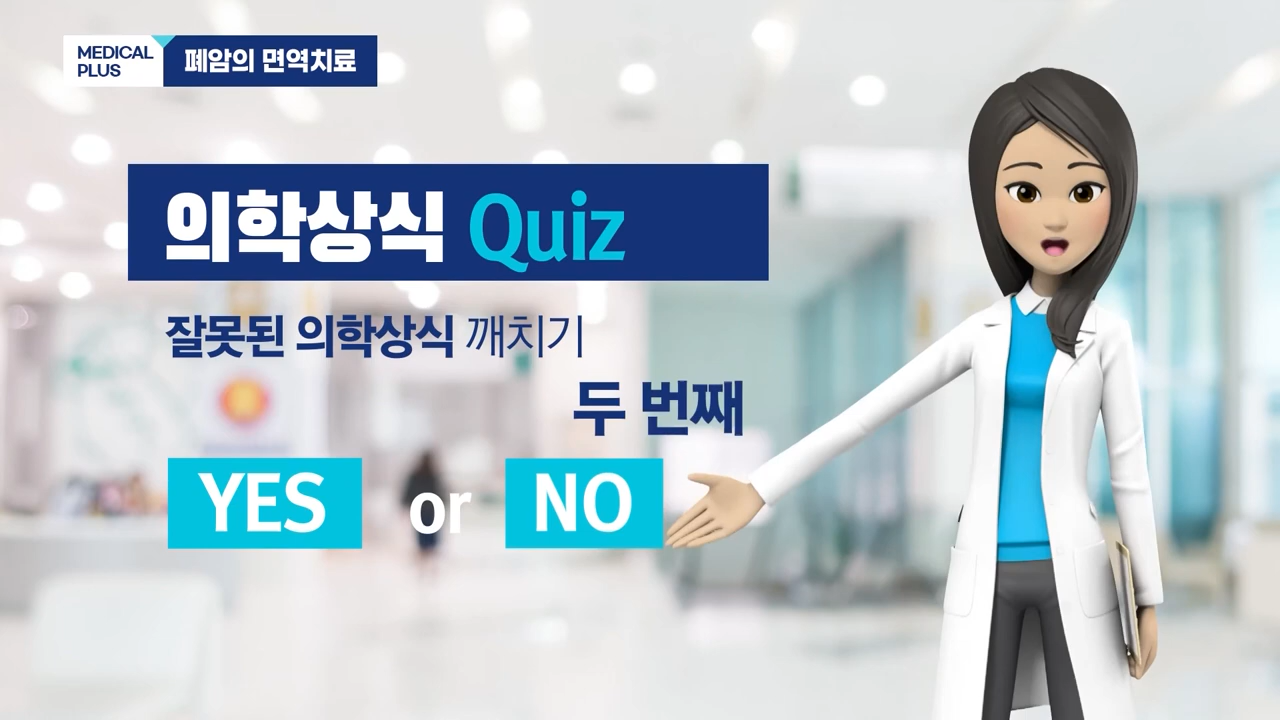 MEDICAL
PLUS
폐암의 면역치료
의학상식 Quiz
잘못된 의학상식 깨치기
두 번째
YES or NO